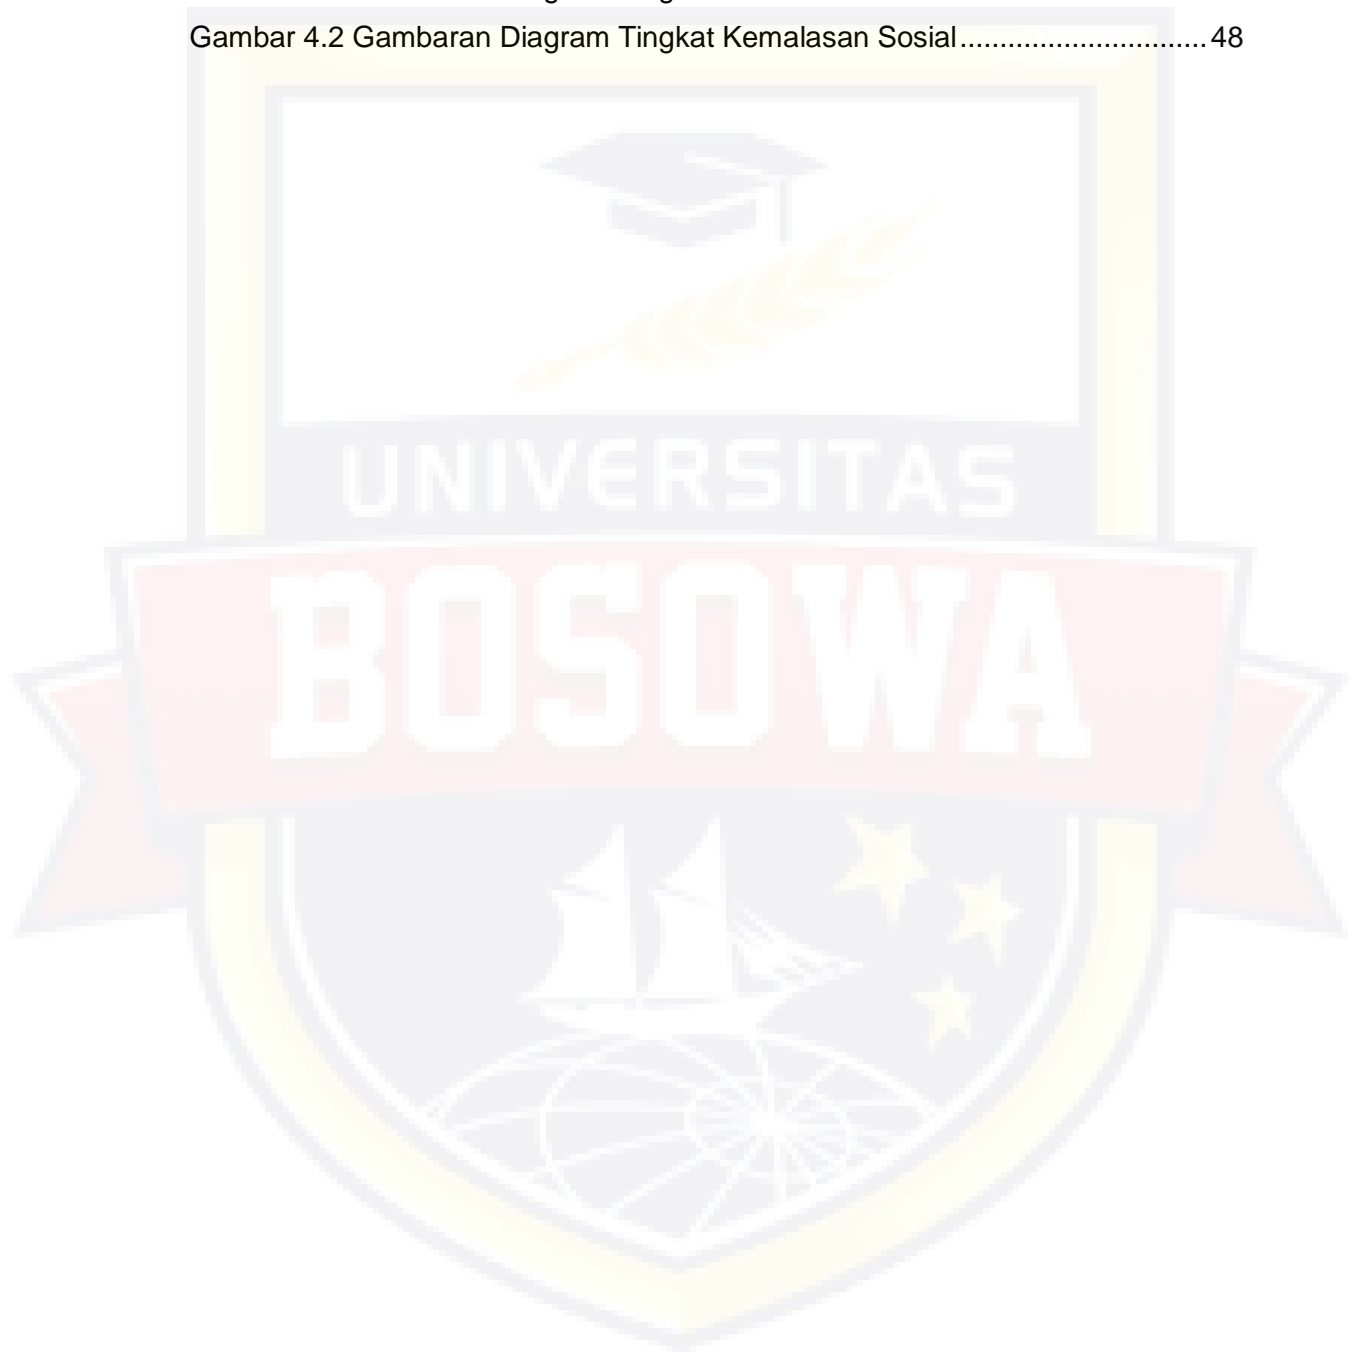 Gambar 4.2 Gambaran Diagram Tingkat Kemalasan Sosial............................... 48
UNIVERSITAS
BOSOWA